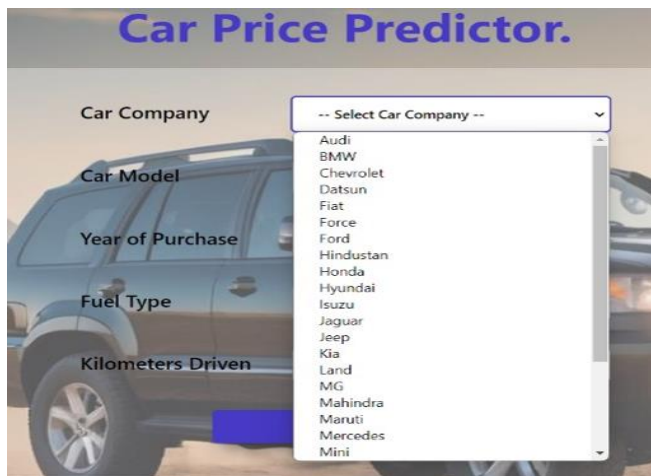 Car Price Predictor.
Car Company
-- Select Car Company --
Audi
BMW
Chevrolet
Car Model
Datsun
Fiat
Force
Year of Purchase
Ford
Hindustan
Honda
Hyundai
Fuel Type
Isuzu
Jaguar
Jeep
Kia
Kilometers Driven
Land
MG
Mahindra
Maruti
Mercedes
Mini